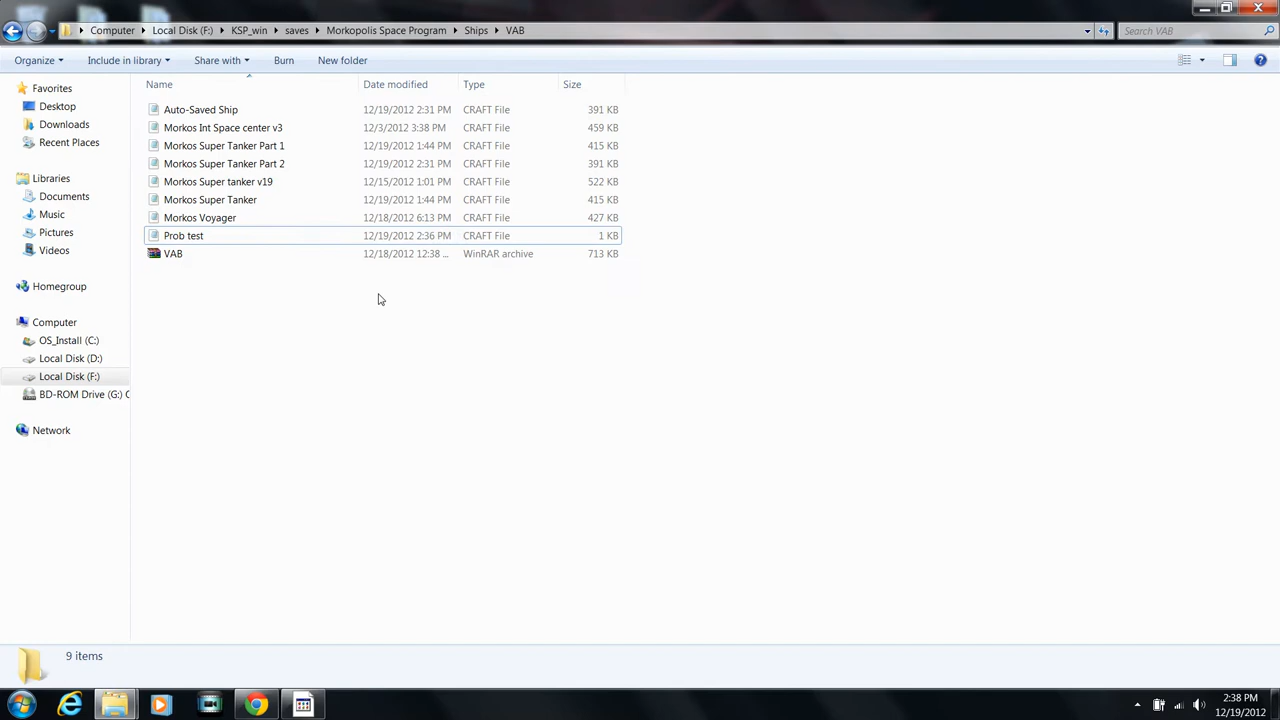 Computer Local Disk (F:) KSP_win saves Morkopolis Space Program Ships VAB Search VAB
Organize Include in library Share with Burn New folder
Favorites
Desktop
Downloads
Recent Places
Libraries
Documents
Music
Pictures
Videos
Homegroup
Computer
OS_Install (C:)
Local Disk (D:)
Local Disk (F:)
BD-ROM Drive (G:) C
Network
Name Date modified Type Size
Auto-Saved Ship 12/19/2012 2:31 PM CRAFT File 391 KB
Morkos Int Space center v3 12/3/2012 3:38 PM CRAFT File 459 KB
Morkos Super Tanker Part 1 12/19/2012 1:44 PM CRAFT File 415 KB
Morkos Super Tanker Part 2 12/19/2012 2:31 PM CRAFT File 391 KB
Morkos Super tanker v19 12/15/2012 1:01 PM CRAFT File 522 KB
Morkos Super Tanker 12/19/2012 1:44 PM CRAFT File 415 KB
Morkos Voyager 12/18/2012 6:13 PM CRAFT File 427 KB
Prob test 12/19/2012 2:36 PM CRAFT File 1 KB
VAB 12/18/2012 12:38 ... WinRAR archive 713 KB
9 items
2:38 PM
12/19/2012